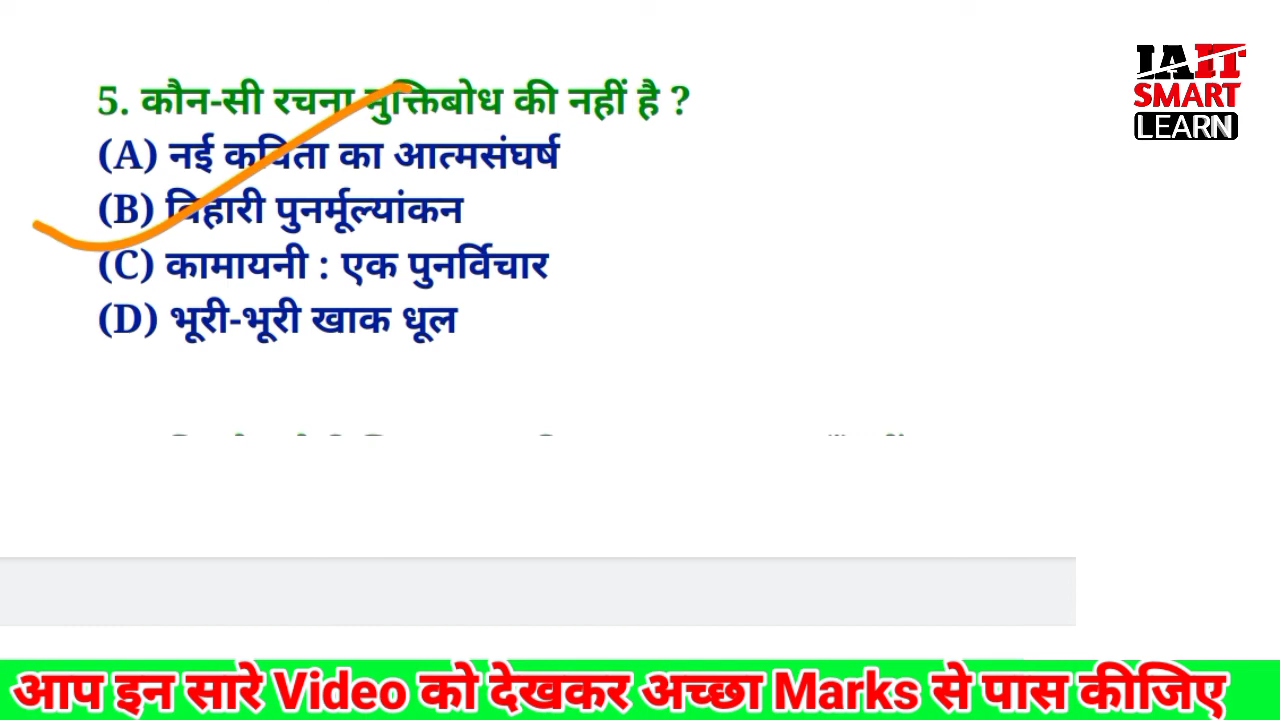 5. कौन-सी रचना मुक्तिबोध की नहीं है ?
(A) नई कविता का आत्मसंघर्ष
(B) विहारी पुनर्मूल्यांकन
(C) कामायनी : एक पुनर्विचार
(D) भूरी-भूरी खाक धूल
IAIT
SMART
LEARN
आप इन सारे Video को देखकर अच्छा Marks से पास कीजिए